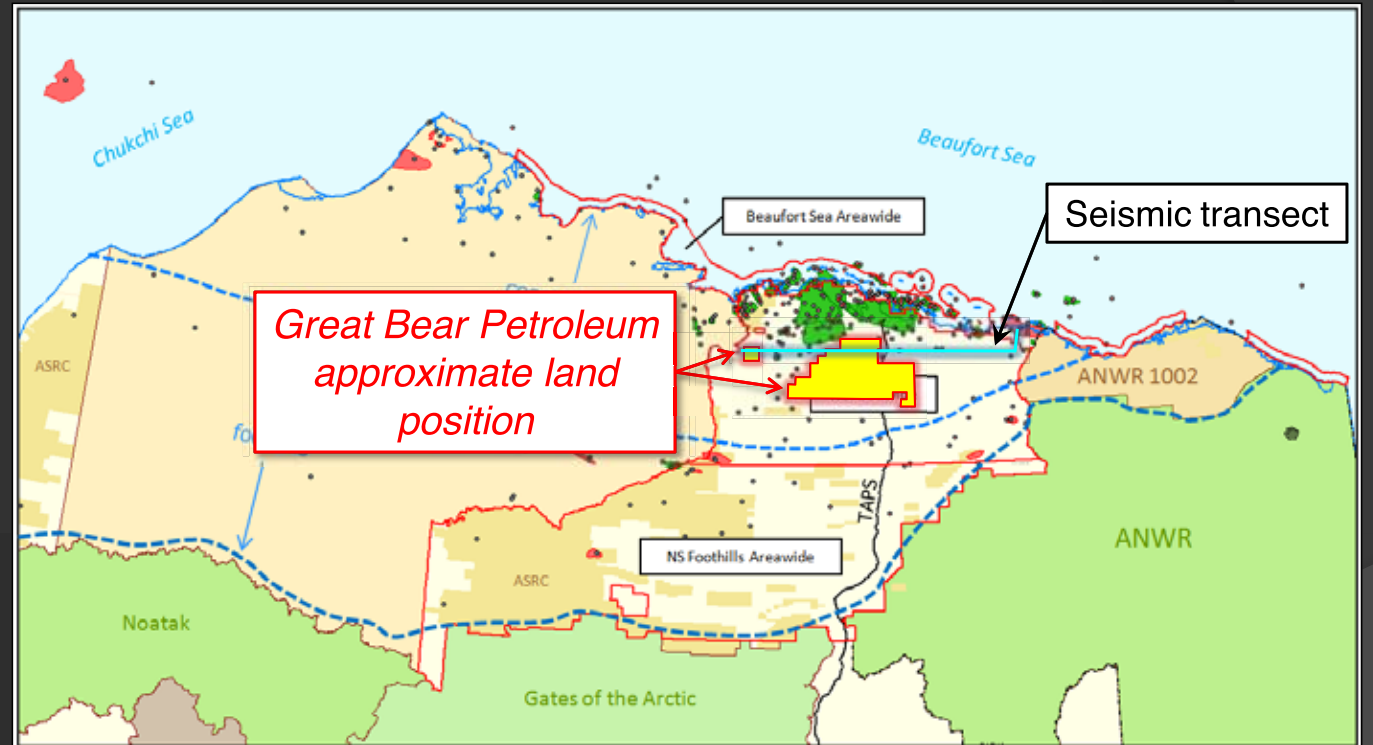 Chukchi Sea
Beaufort Sea
Beaufort Sea Areawide
Seismic transect
Great Bear Petroleum
approximate land
position
ASRC
ANWR 1002
TAPS
ANWR
NS Foothills Areawide
ASRC
Noatak
Gates of the Arctic